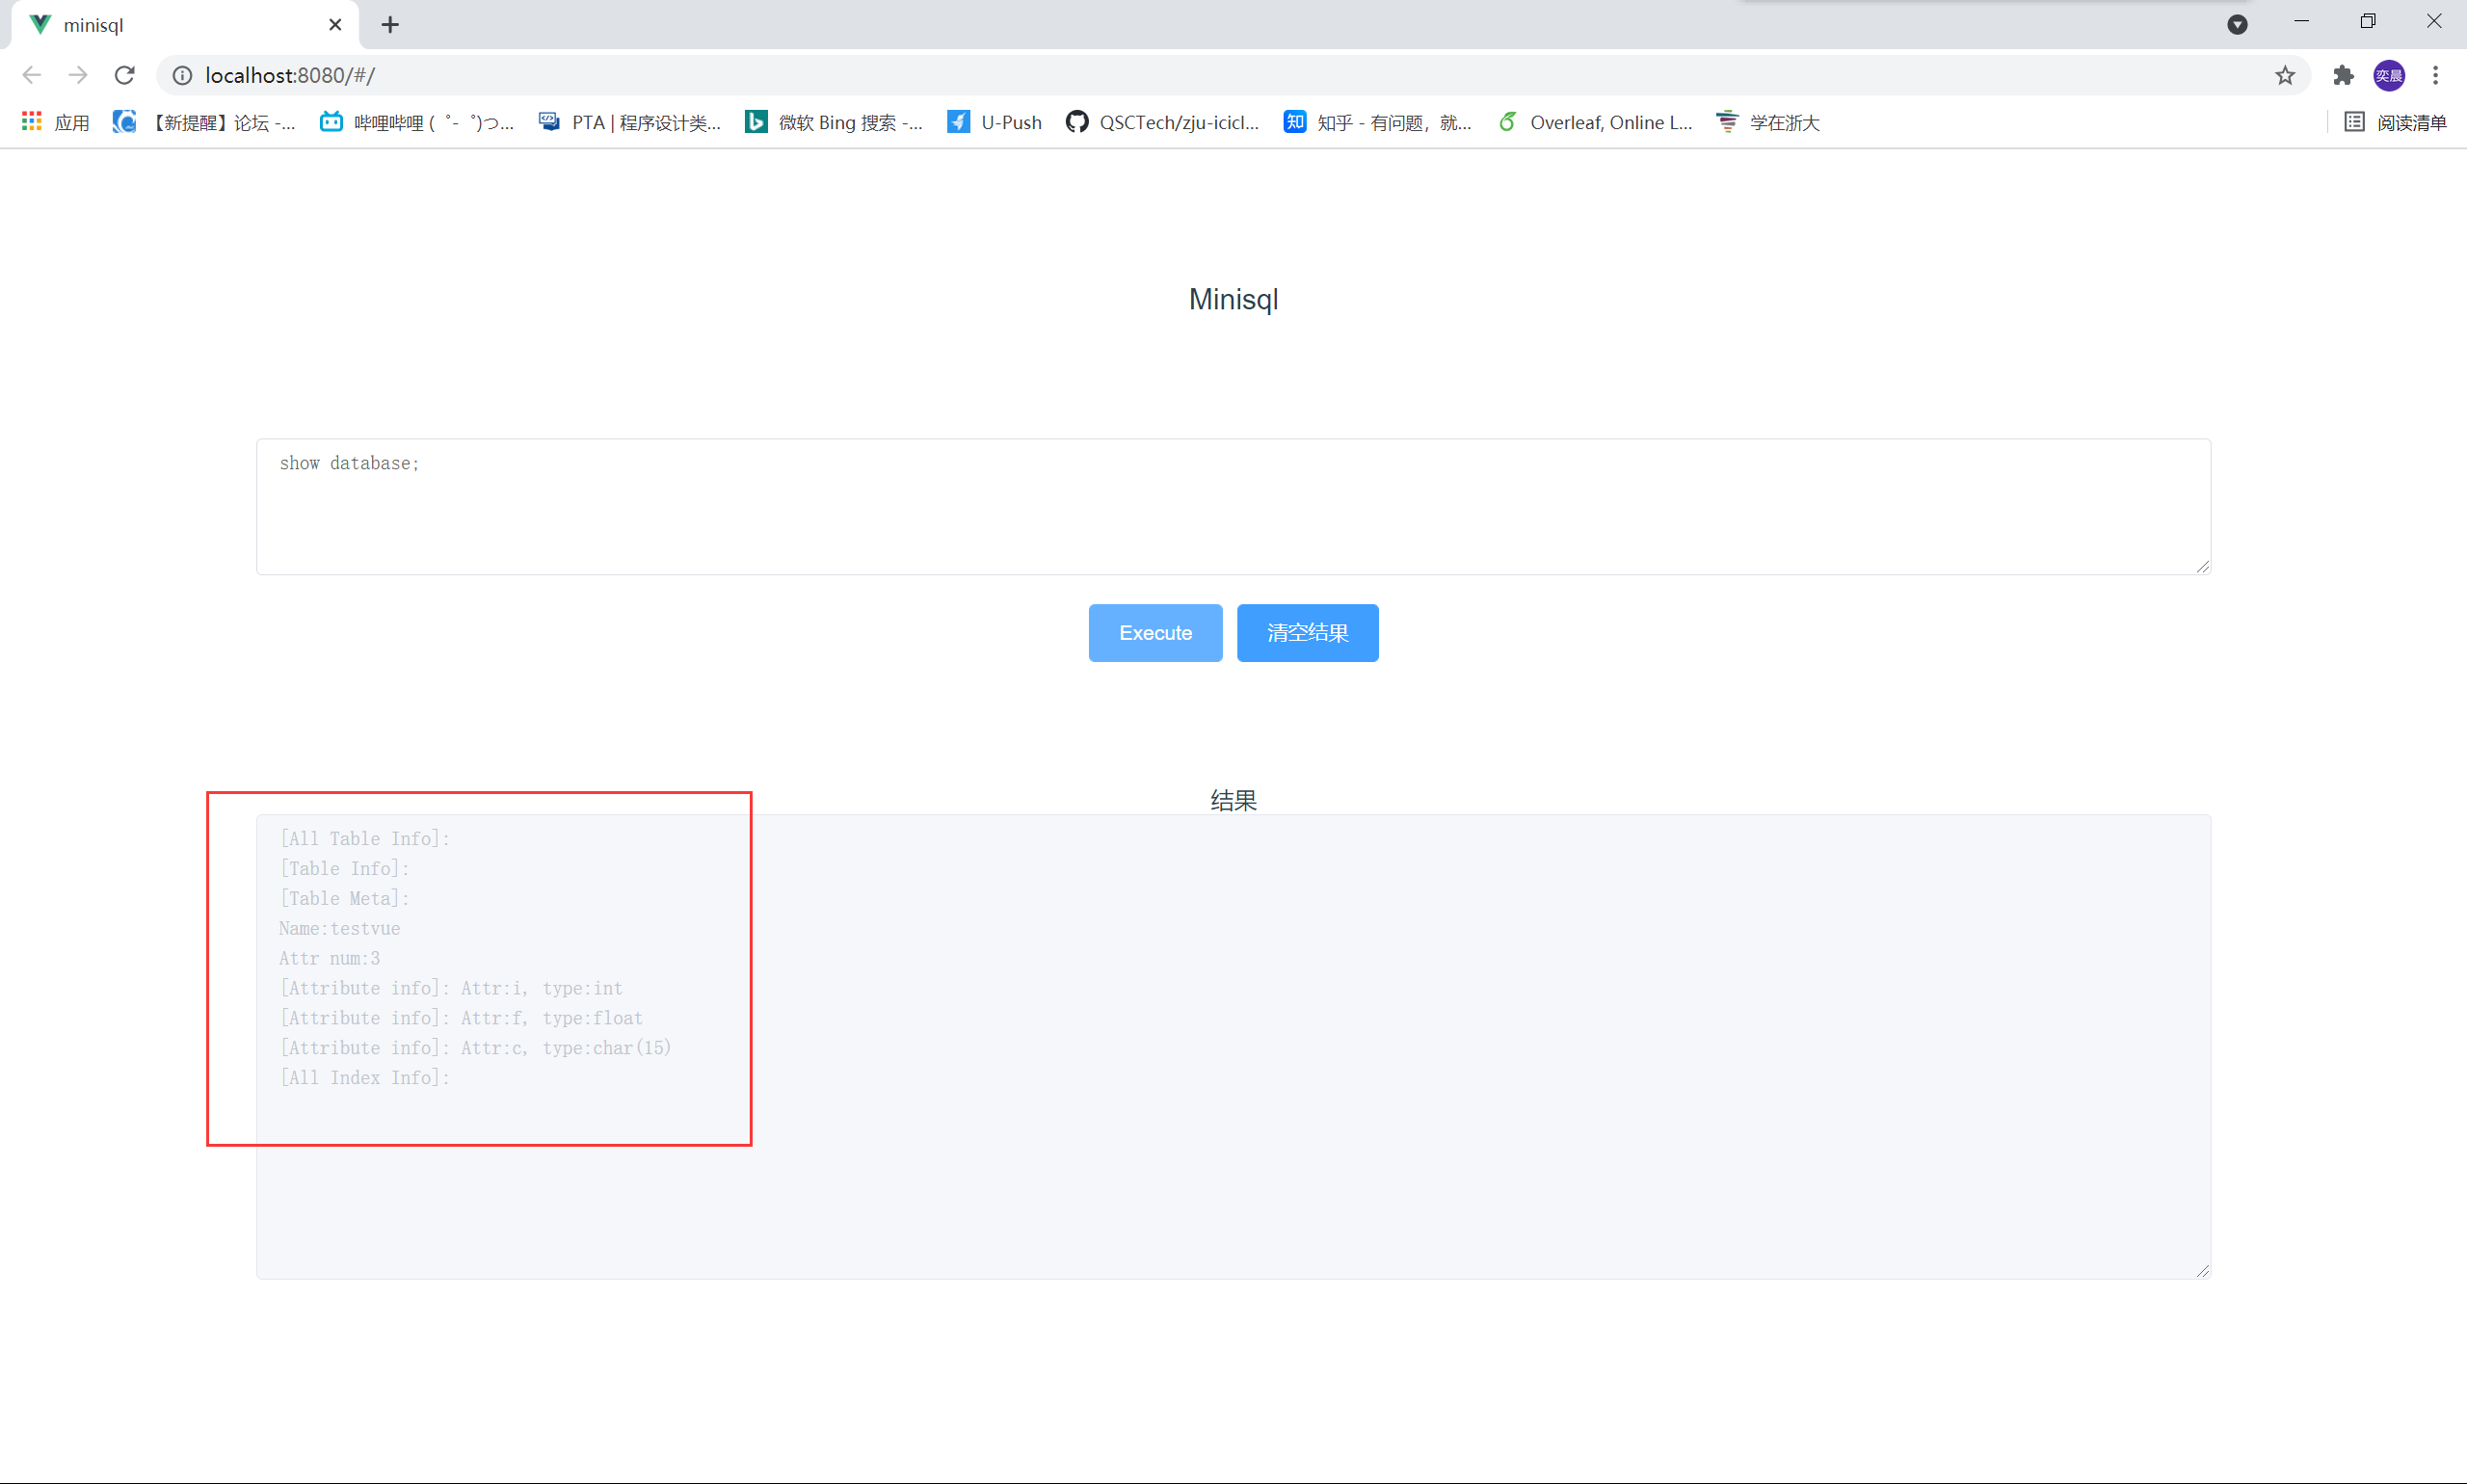 minisql
localhost:8080/#/
应用
【新提醒】论坛 -...
哔哩哔哩 ( ゜- ゜)つ...
PTA | 程序设计类...
微软 Bing 搜索 -...
U-Push
QSCTech/zju-icicl...
知 知乎 - 有问题，就...
Overleaf, Online L...
学在浙大
阅读清单
奕晨
Minisql
show database;
Execute
清空结果
结果
[All Table Info]:
[Table Info]:
[Table Meta]:
Name:testvue
Attr num:3
[Attribute info]: Attr:i, type:int
[Attribute info]: Attr:f, type:float
[Attribute info]: Attr:c, type:char(15)
[All Index Info]: